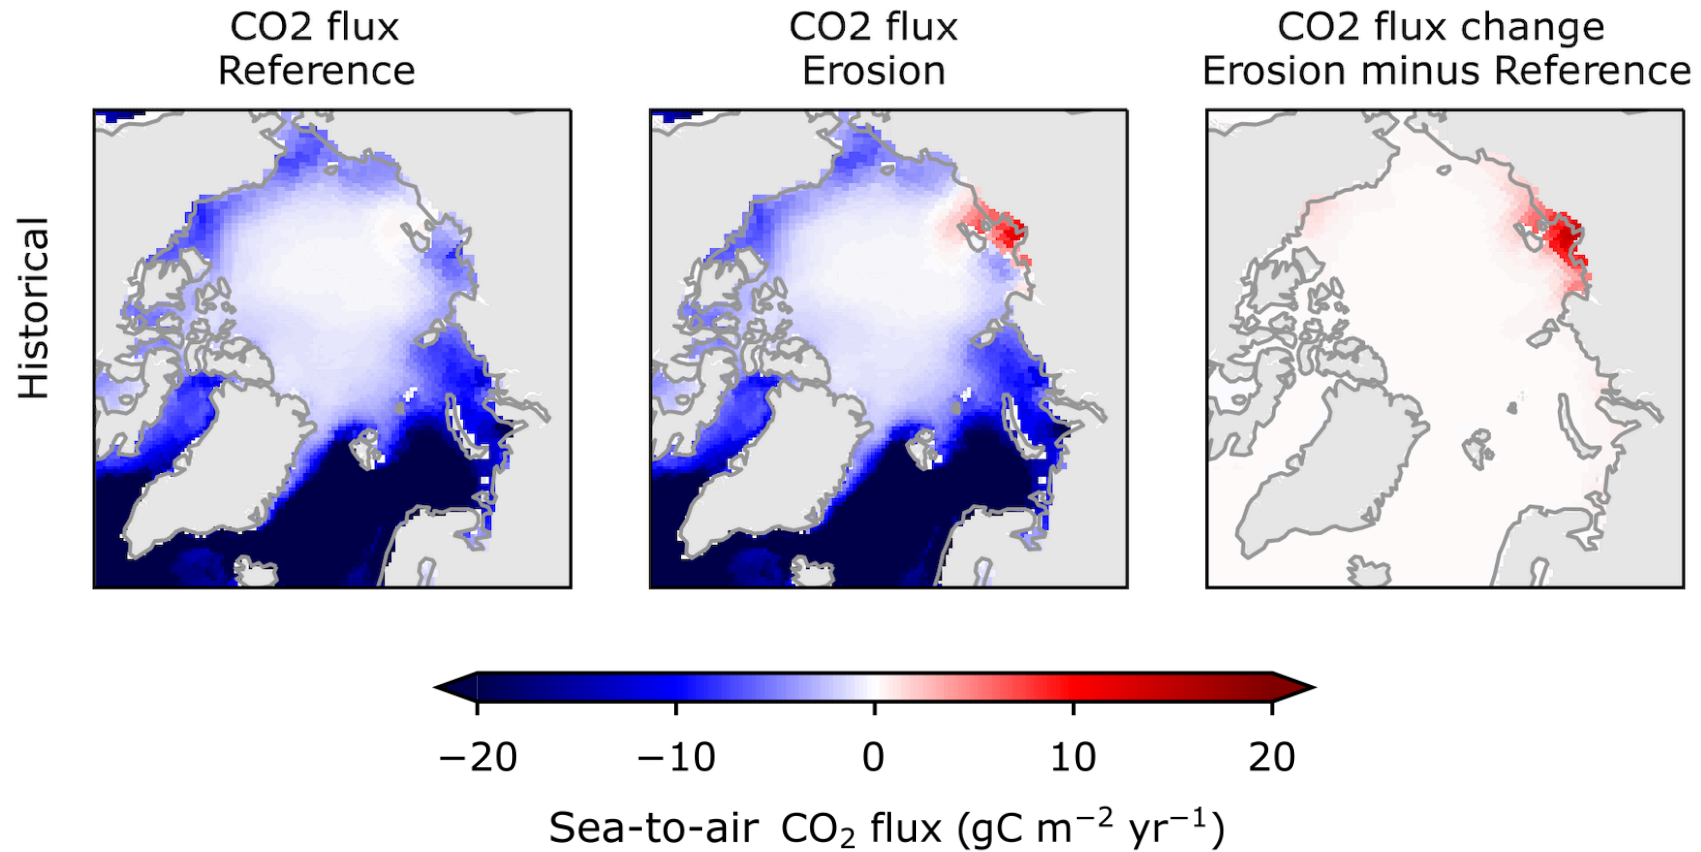 CO2 flux
Reference
CO2 flux
Erosion
CO2 flux change
Erosion minus Reference
Historical
−20 −10 0 10 20
Sea-to-air CO₂ flux (gC m⁻² yr⁻¹)